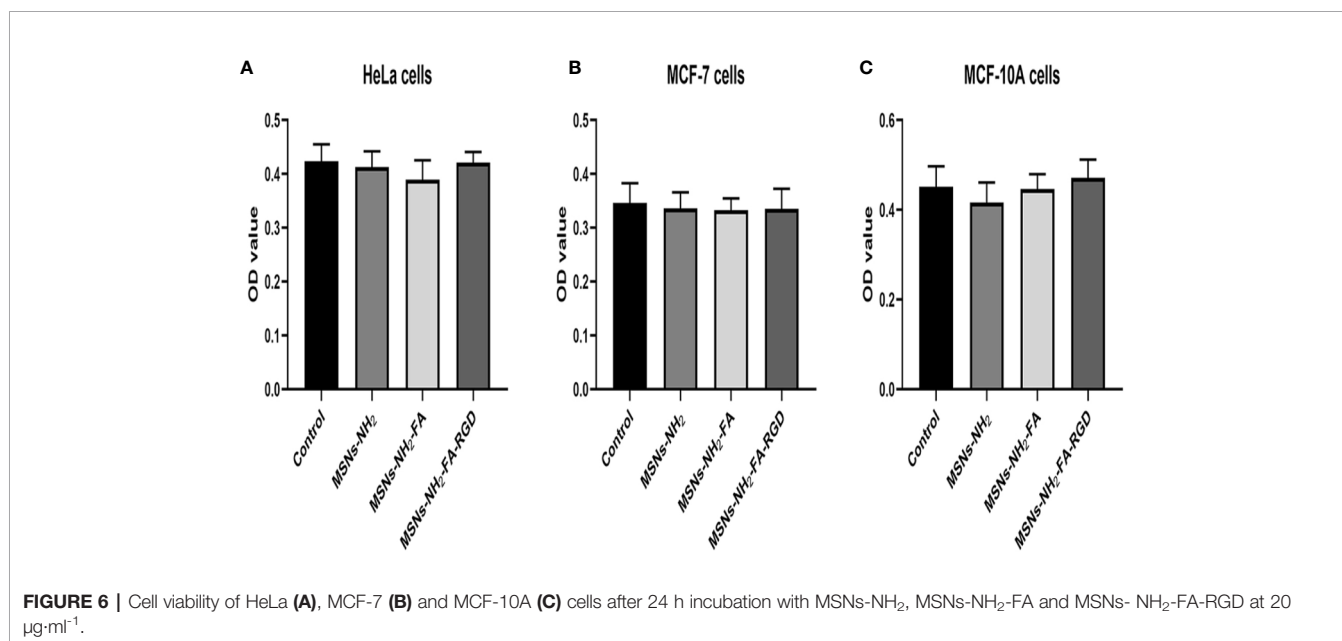 A
HeLa cells
OD value
0.5
0.4
0.3
0.2
0.1
0.0
Control
MSNs-NH₂
MSNs-NH₂-FA
MSNs-NH₂-FA-RGD
B
MCF-7 cells
OD value
0.5
0.4
0.3
0.2
0.1
0.0
Control
MSNs-NH₂
MSNs-NH₂-FA
MSNs-NH₂-FA-RGD
C
MCF-10A cells
OD value
0.6
0.4
0.2
0.0
Control
MSNs-NH₂
MSNs-NH₂-FA
MSNs-NH₂-FA-RGD
FIGURE 6 | Cell viability of HeLa (A), MCF-7 (B) and MCF-10A (C) cells after 24 h incubation with MSNs-NH₂, MSNs-NH₂-FA and MSNs- NH₂-FA-RGD at 20
μg·ml⁻¹.